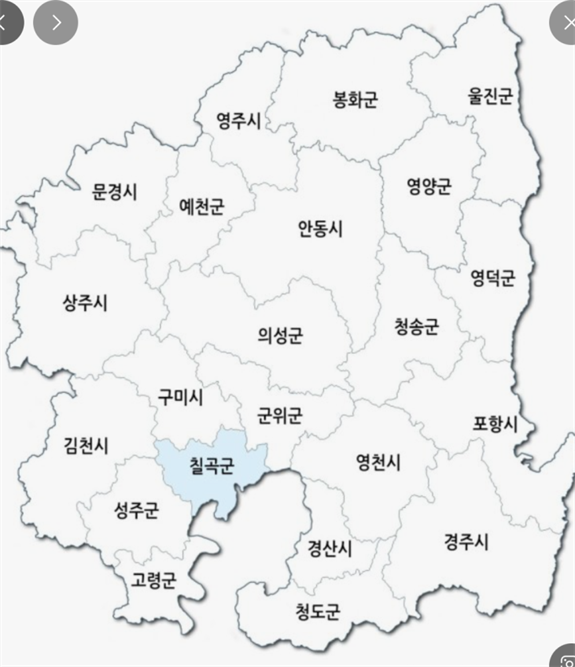 봉화군
울진군
영주시
문경시
예천군
영양군
안동시
영덕군
상주시
의성군
청송군
구미시
군위군
포항시
김천시
칠곡군
영천시
성주군
경산시
경주시
고령군
청도군